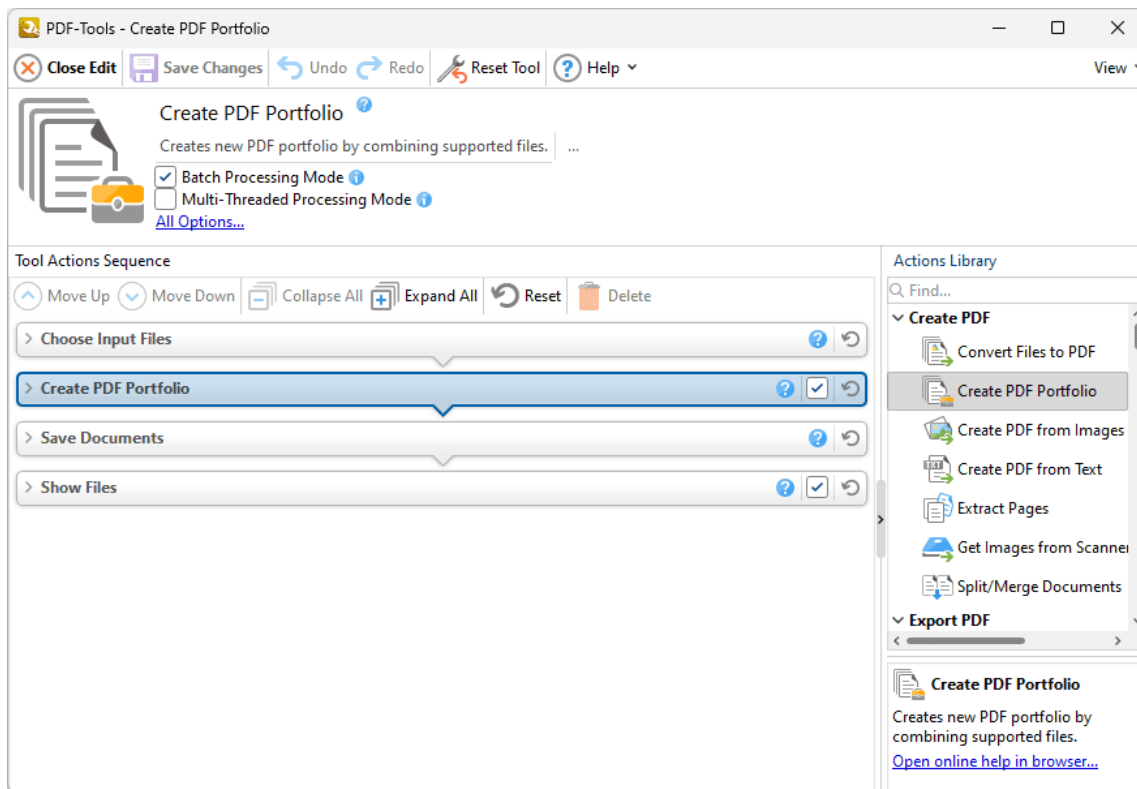 PDF-Tools - Create PDF Portfolio
Close Edit Save Changes Undo Redo Reset Tool Help View
Create PDF Portfolio
Creates new PDF portfolio by combining supported files. ...
Batch Processing Mode
Multi-Threaded Processing Mode
All Options...
Tool Actions Sequence
Move Up Move Down Collapse All Expand All Reset Delete
Choose Input Files
Create PDF Portfolio
Save Documents
Show Files
Actions Library
Find...
Create PDF
Convert Files to PDF
Create PDF Portfolio
Create PDF from Images
TXT Create PDF from Text
Extract Pages
Get Images from Scanner
Split/Merge Documents
Export PDF
Create PDF Portfolio
Creates new PDF portfolio by
combining supported files.
Open online help in browser...